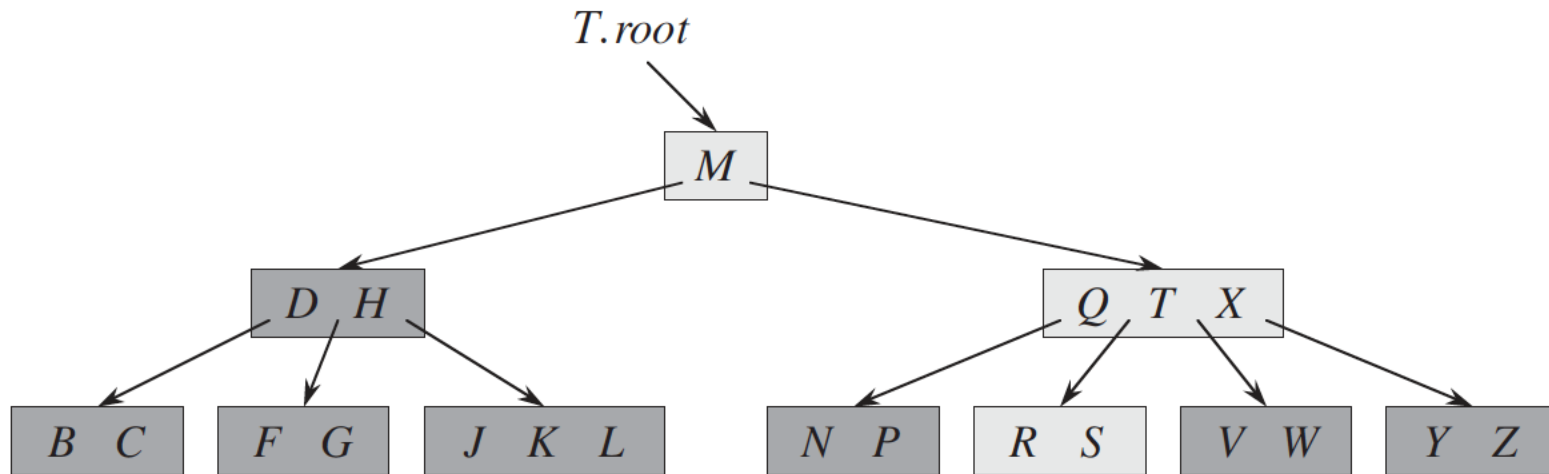 T.root
M
D H
Q T X
B C
F G
J K L
N P
R S
V W
Y Z